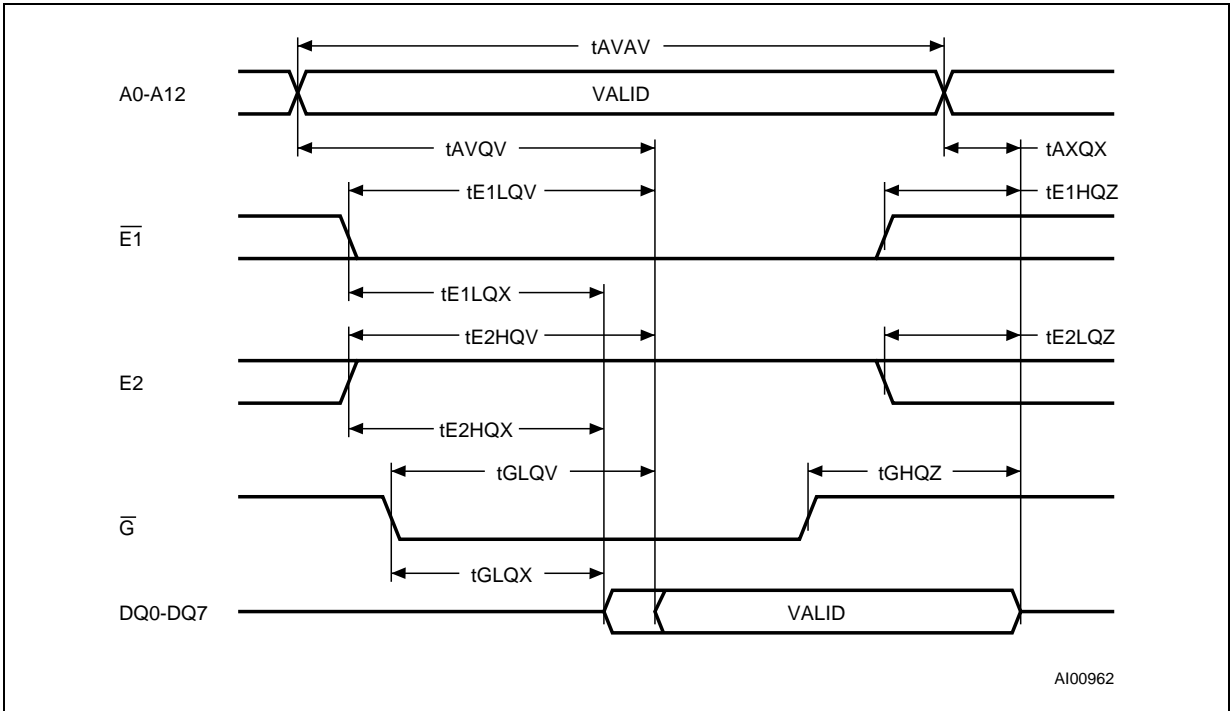 tAVAV
A0-A12
VALID
tAVQV
tAXQX
tE1LQV
tE1HQZ
E1
tE1LQX
tE2HQV
tE2LQZ
E2
tE2HQX
tGLQV
tGHQZ
G
tGLQX
DQ0-DQ7
VALID
AI00962